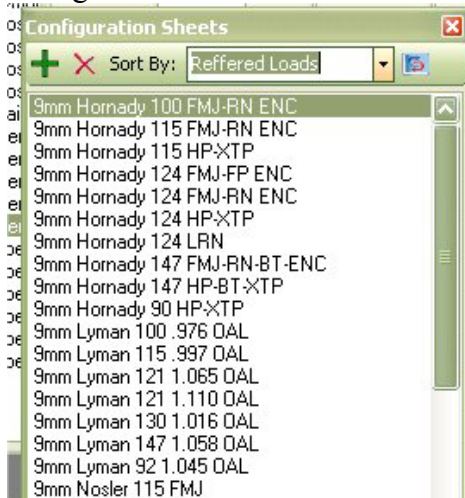 Configuration Sheets
Sort By: Reffered Loads
9mm Hornady 100 FMJ-RN ENC
9mm Hornady 115 FMJ-RN ENC
9mm Hornady 115 HP-XTP
9mm Hornady 124 FMJ-FP ENC
9mm Hornady 124 FMJ-RN ENC
9mm Hornady 124 HP-XTP
9mm Hornady 124 LRN
9mm Hornady 147 FMJ-RN-BT-ENC
9mm Hornady 147 HP-BT-XTP
9mm Hornady 90 HP-XTP
9mm Lyman 100 .976 OAL
9mm Lyman 115 .997 OAL
9mm Lyman 121 1.065 OAL
9mm Lyman 121 1.110 OAL
9mm Lyman 130 1.016 OAL
9mm Lyman 147 1.058 OAL
9mm Lyman 92 1.045 OAL
9mm Nosler 115 FMJ